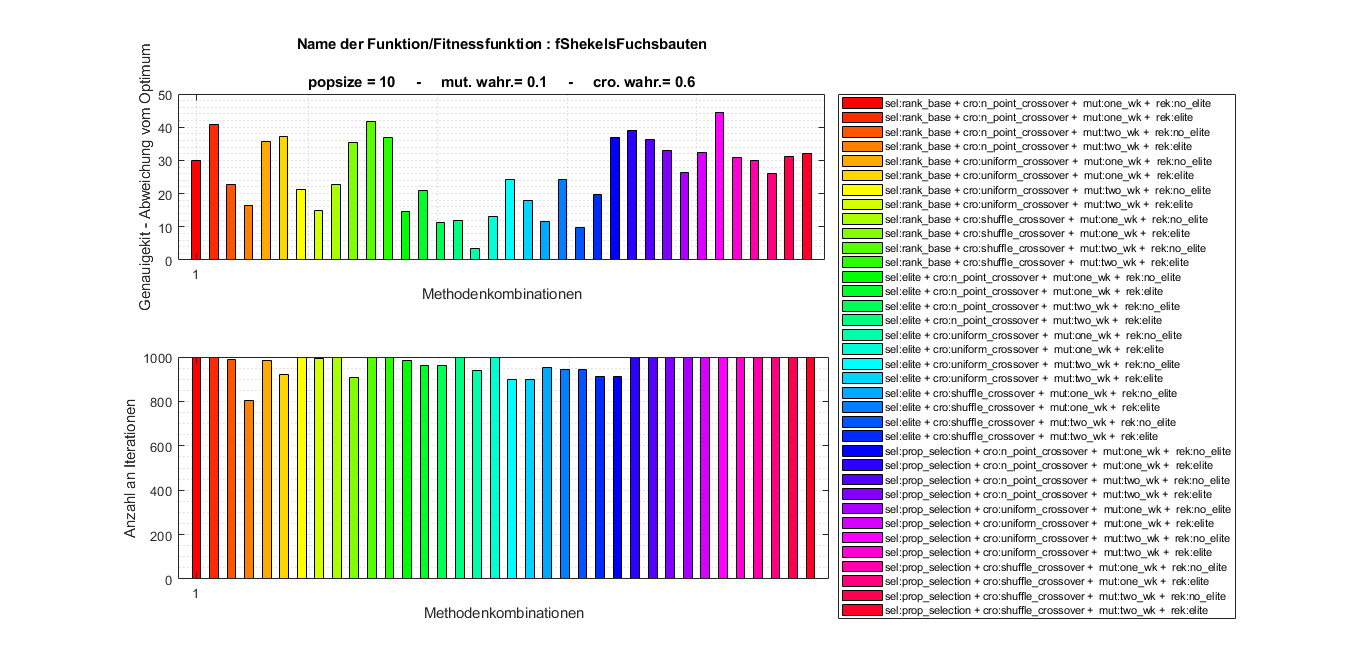 Name der Funktion/Fitnessfunktion : fShekelsFuchsbauten
popsize = 10 - mut. wahr.= 0.1 - cro. wahr.= 0.6
Genauigekit - Abweichung vom Optimum
50
40
30
20
10
0
1
Methodenkombinationen
Anzahl an Iterationen
1000
800
600
400
200
0
1
Methodenkombinationen
sel:rank_base + cro:n_point_crossover + mut:one_wk + rek:no_elite
sel:rank_base + cro:n_point_crossover + mut:one_wk + rek:elite
sel:rank_base + cro:n_point_crossover + mut:two_wk + rek:no_elite
sel:rank_base + cro:n_point_crossover + mut:two_wk + rek:elite
sel:rank_base + cro:uniform_crossover + mut:one_wk + rek:no_elite
sel:rank_base + cro:uniform_crossover + mut:one_wk + rek:elite
sel:rank_base + cro:uniform_crossover + mut:two_wk + rek:no_elite
sel:rank_base + cro:uniform_crossover + mut:two_wk + rek:elite
sel:rank_base + cro:shuffle_crossover + mut:one_wk + rek:no_elite
sel:rank_base + cro:shuffle_crossover + mut:one_wk + rek:elite
sel:rank_base + cro:shuffle_crossover + mut:two_wk + rek:no_elite
sel:rank_base + cro:shuffle_crossover + mut:two_wk + rek:elite
sel:elite + cro:n_point_crossover + mut:one_wk + rek:no_elite
sel:elite + cro:n_point_crossover + mut:one_wk + rek:elite
sel:elite + cro:n_point_crossover + mut:two_wk + rek:no_elite
sel:elite + cro:n_point_crossover + mut:two_wk + rek:elite
sel:elite + cro:uniform_crossover + mut:one_wk + rek:no_elite
sel:elite + cro:uniform_crossover + mut:one_wk + rek:elite
sel:elite + cro:uniform_crossover + mut:two_wk + rek:no_elite
sel:elite + cro:uniform_crossover + mut:two_wk + rek:elite
sel:elite + cro:shuffle_crossover + mut:one_wk + rek:no_elite
sel:elite + cro:shuffle_crossover + mut:one_wk + rek:elite
sel:elite + cro:shuffle_crossover + mut:two_wk + rek:no_elite
sel:elite + cro:shuffle_crossover + mut:two_wk + rek:elite
sel:prop_selection + cro:n_point_crossover + mut:one_wk + rek:no_elite
sel:prop_selection + cro:n_point_crossover + mut:one_wk + rek:elite
sel:prop_selection + cro:n_point_crossover + mut:two_wk + rek:no_elite
sel:prop_selection + cro:n_point_crossover + mut:two_wk + rek:elite
sel:prop_selection + cro:uniform_crossover + mut:one_wk + rek:no_elite
sel:prop_selection + cro:uniform_crossover + mut:one_wk + rek:elite
sel:prop_selection + cro:uniform_crossover + mut:two_wk + rek:no_elite
sel:prop_selection + cro:uniform_crossover + mut:two_wk + rek:elite
sel:prop_selection + cro:shuffle_crossover + mut:one_wk + rek:no_elite
sel:prop_selection + cro:shuffle_crossover + mut:one_wk + rek:elite
sel:prop_selection + cro:shuffle_crossover + mut:two_wk + rek:no_elite
sel:prop_selection + cro:shuffle_crossover + mut:two_wk + rek:elite